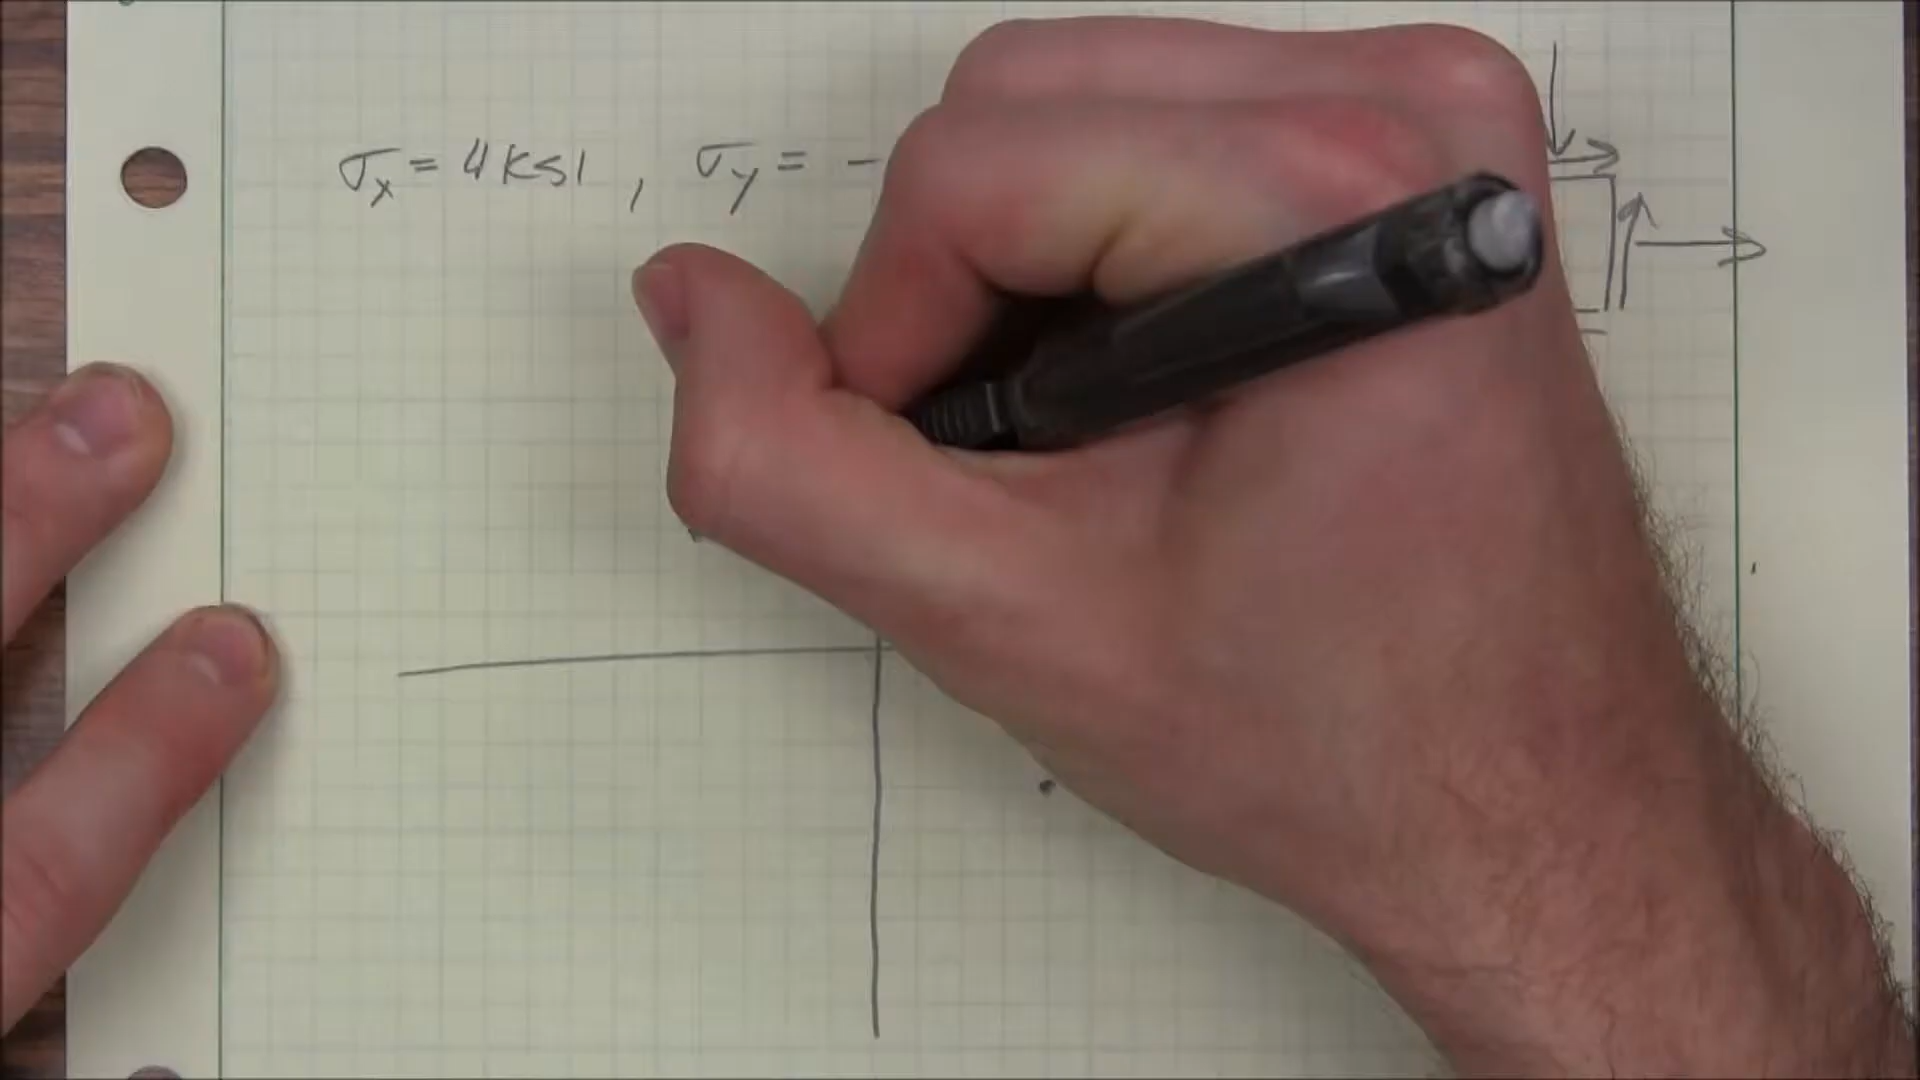 σx = 4 ksi , σy = -